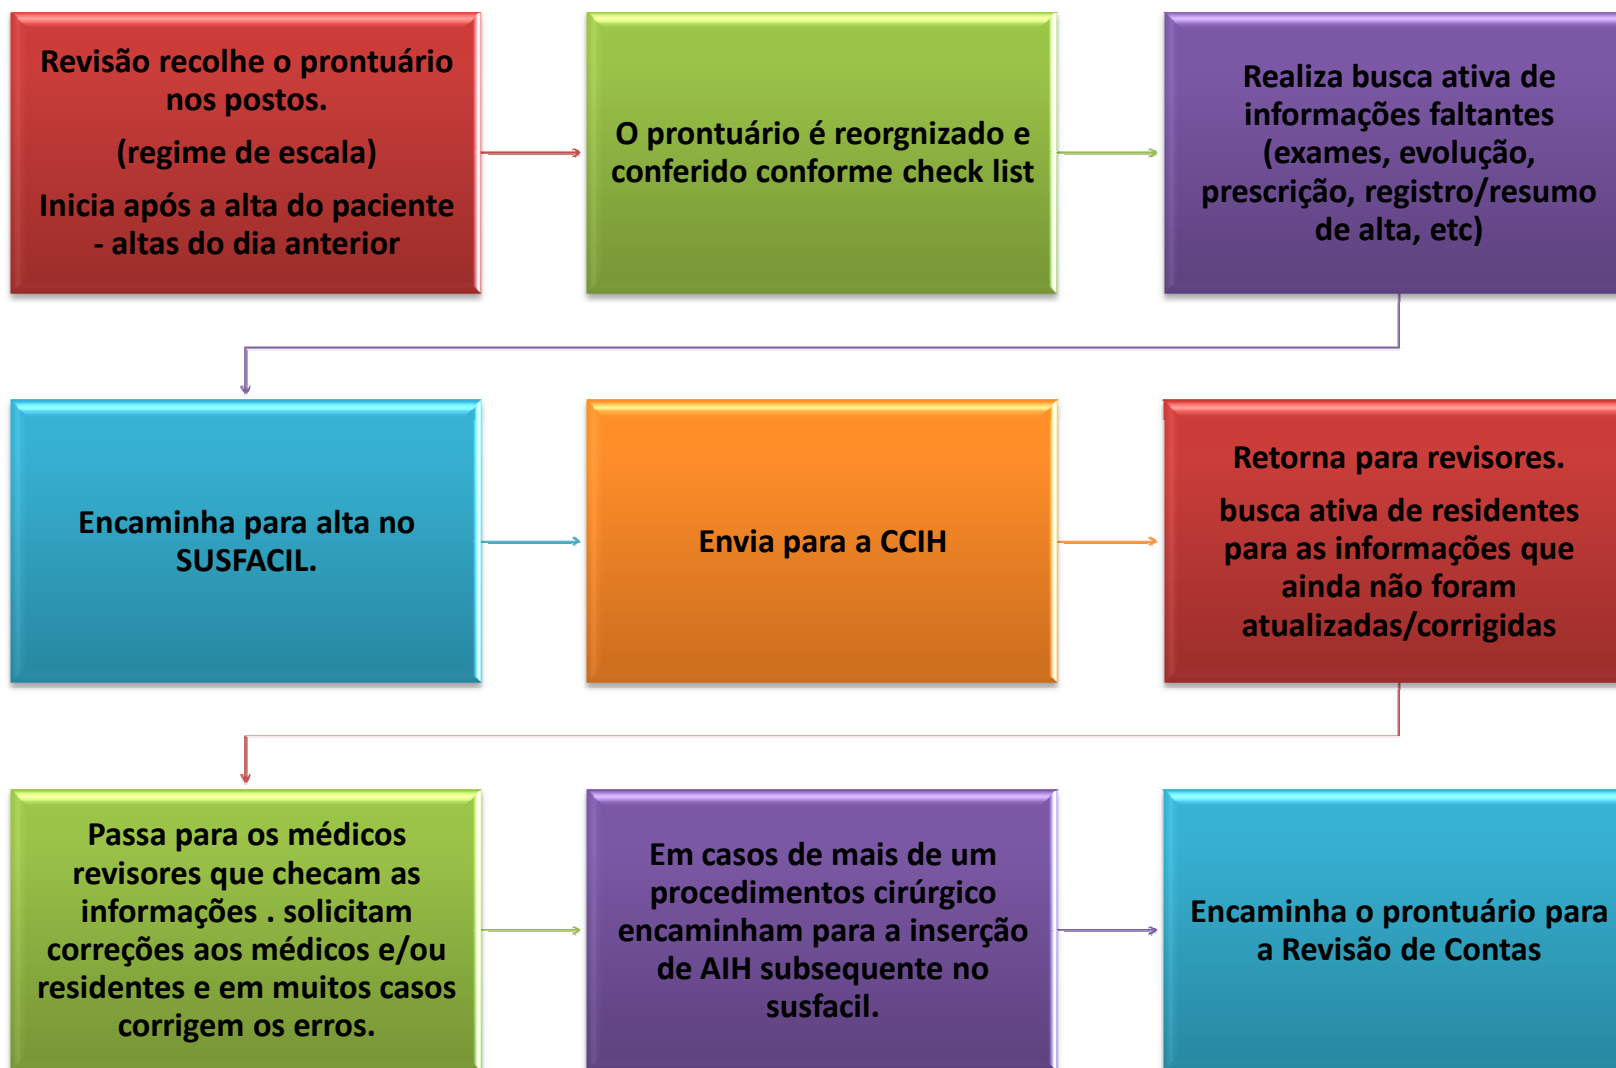 Revisão recolhe o prontuário
nos postos.
(regime de escala)
Inicia após a alta do paciente
- altas do dia anterior
O prontuário é reorgnizado e
conferido conforme check list
Realiza busca ativa de
informações faltantes
(exames, evolução,
prescrição, registro/resumo
de alta, etc)
Encaminha para alta no
SUSFACIL.
Envia para a CCIH
Retorna para revisores.
busca ativa de residentes
para as informações que
ainda não foram
atualizadas/corrigidas
Passa para os médicos
revisores que checam as
informações . solicitam
correções aos médicos e/ou
residentes e em muitos casos
corrigem os erros.
Em casos de mais de um
procedimentos cirúrgico
encaminham para a inserção
de AIH subsequente no
susfacil.
Encaminha o prontuário para
a Revisão de Contas